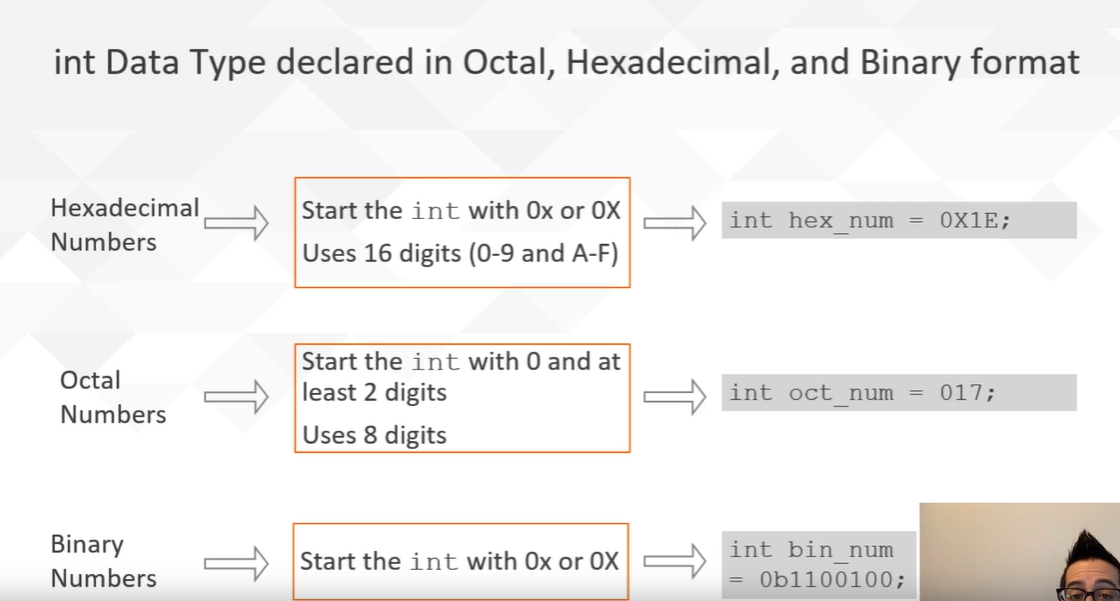 int Data Type declared in Octal, Hexadecimal, and Binary format
Hexadecimal
Numbers
Start the int with 0x or 0X
Uses 16 digits (0-9 and A-F)
int hex_num = 0X1E;
Octal
Numbers
Start the int with 0 and at
least 2 digits
Uses 8 digits
int oct_num = 017;
Binary
Numbers
Start the int with 0x or 0X
int bin_num
= 0b1100100;